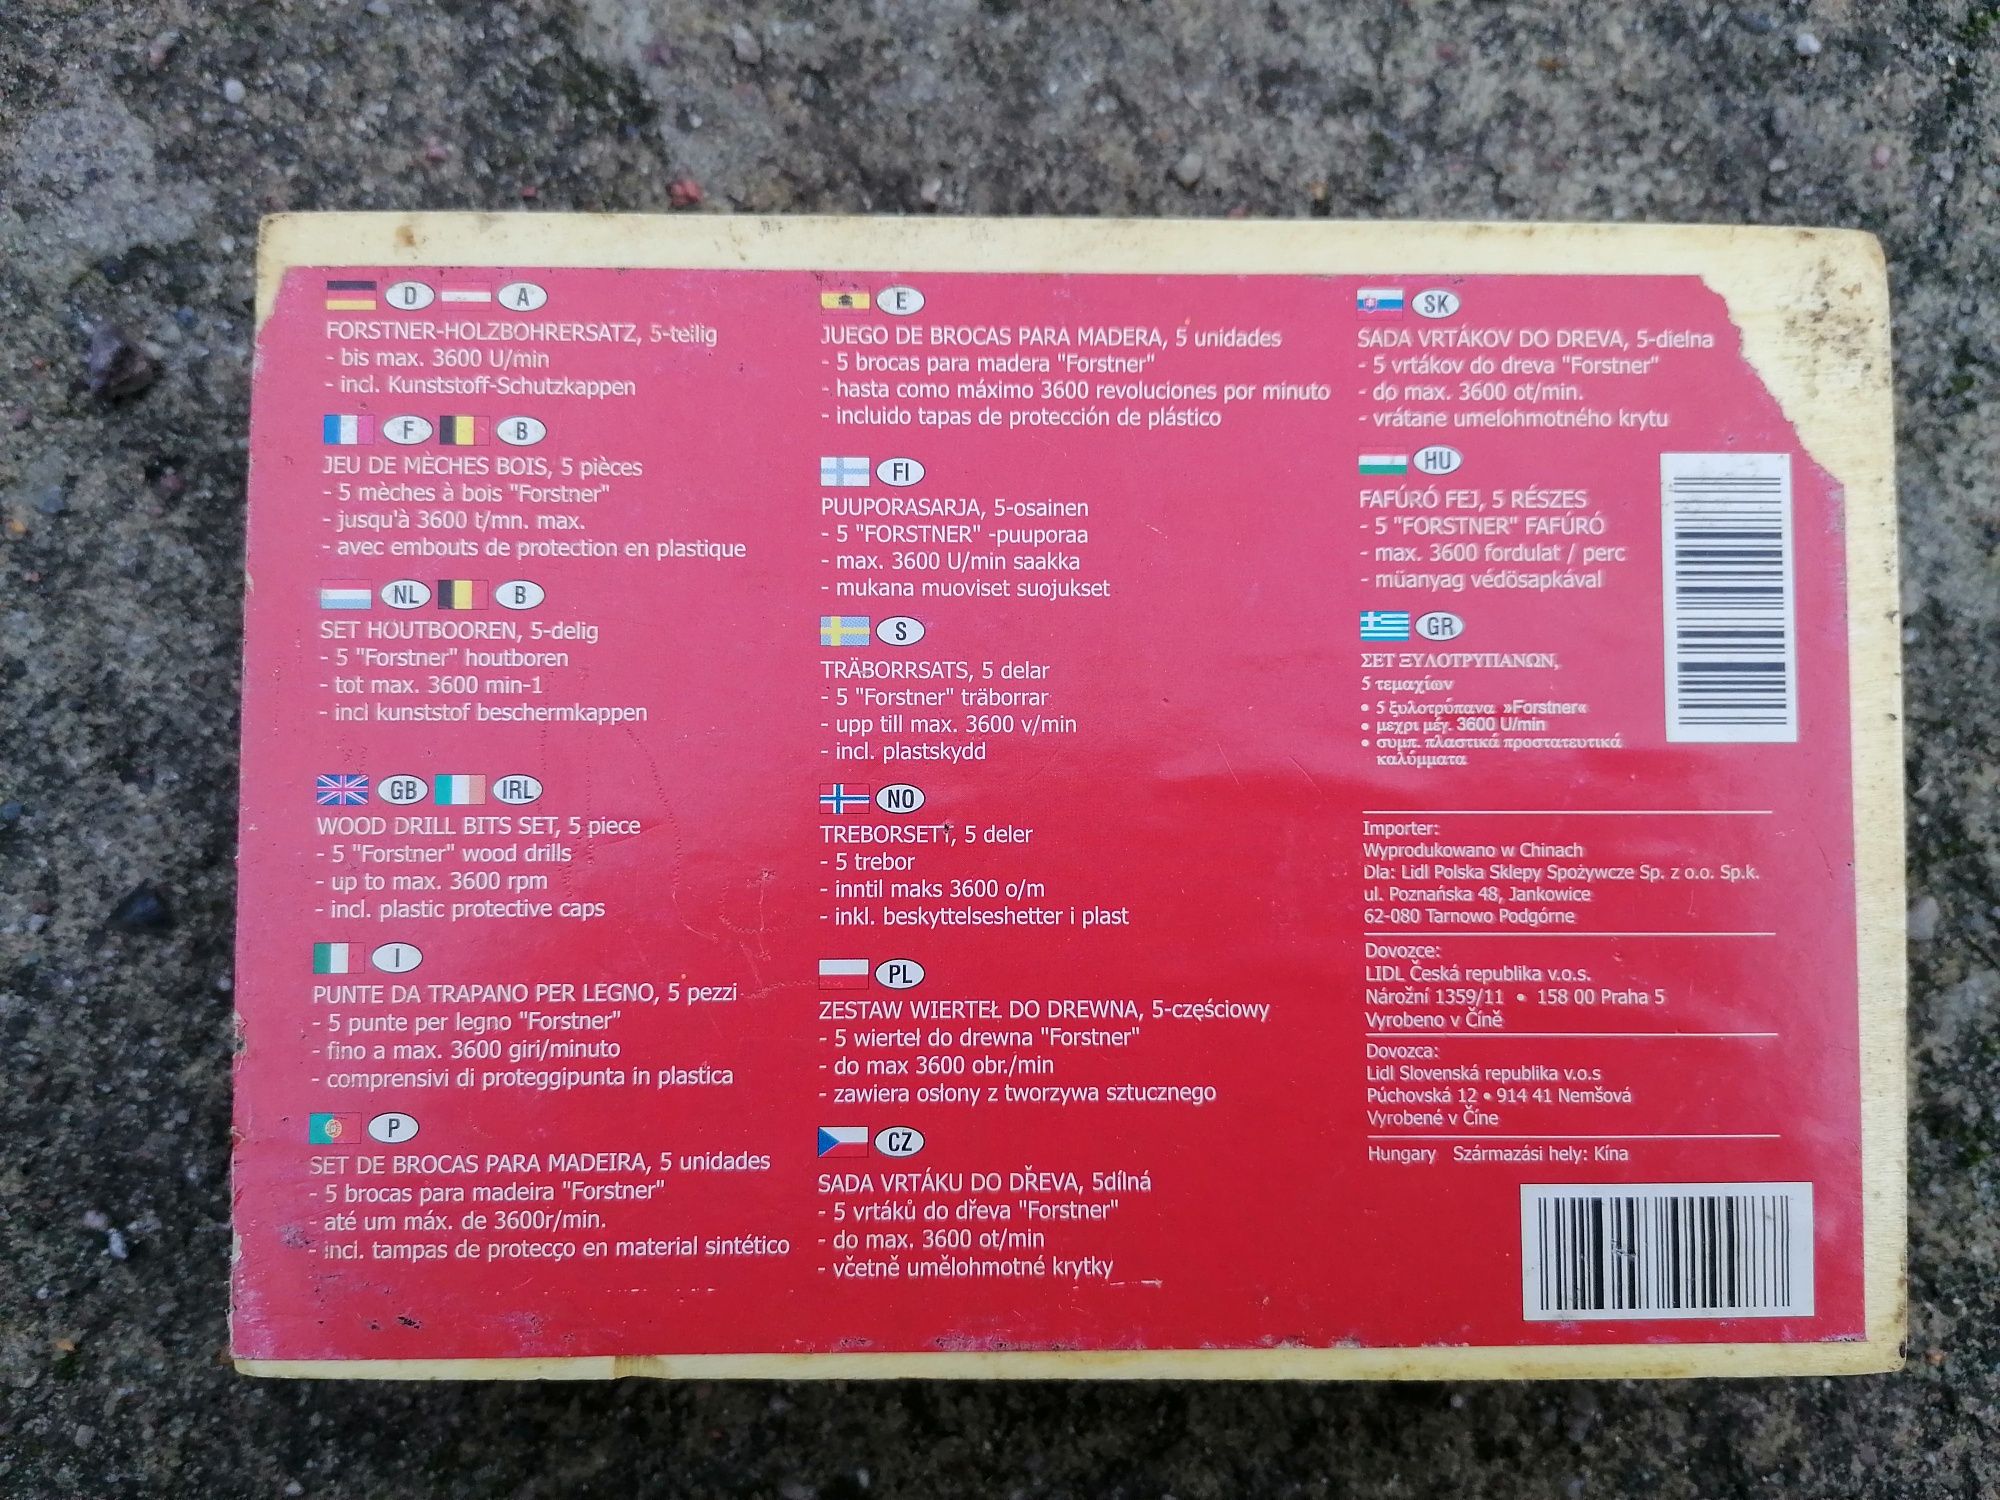 D A
FORSTNER-HOLZBOHRERSATZ, 5-teilig
- bis max. 3600 U/min
- incl. Kunststoff-Schutzkappen
F B
JEU DE MÈCHES BOIS, 5 pièces
- 5 mèches à bois "Forstner"
- jusqu'à 3600 t/mn. max.
- avec embouts de protection en plastique
NL B
SET HOUTBOOREN, 5-delig
- 5 "Forstner" houtboren
- tot max. 3600 min-1
- incl kunststof beschermkappen
GB IRL
WOOD DRILL BITS SET, 5 piece
- 5 "Forstner" wood drills
- up to max. 3600 rpm
- incl. plastic protective caps
I
PUNTE DA TRAPANO PER LEGNO, 5 pezzi
- 5 punte per legno "Forstner"
- fino a max. 3600 giri/minuto
- comprensivi di proteggipunta in plastica
P
SET DE BROCAS PARA MADEIRA, 5 unidades
- 5 brocas para madeira "Forstner"
- até um máx. de 3600r/min.
- incl. tampas de protecço en material sintético
E
JUEGO DE BROCAS PARA MADERA, 5 unidades
- 5 brocas para madera "Forstner"
- hasta como máximo 3600 revoluciones por minuto
- incluido tapas de protección de plástico
FI
PUUPORASARJA, 5-osainen
- 5 "FORSTNER" -puuporaa
- max. 3600 U/min saakka
- mukana muoviset suojukset
S
TRÄBORRSATS, 5 delar
- 5 "Forstner" träborrar
- upp till max. 3600 v/min
- incl. plastskydd
NO
TREBORSETT, 5 deler
- 5 trebor
- inntil maks 3600 o/m
- inkl. beskyttelseshetter i plast
PL
ZESTAW WIERTEŁ DO DREWNA, 5-częściowy
- 5 wierteł do drewna "Forstner"
- do max 3600 obr./min
- zawiera osłony z tworzywa sztucznego
CZ
SADA VRTÁKU DO DŘEVA, 5dílná
- 5 vrtáků do dřeva "Forstner"
- do max. 3600 ot/min
- včetně umělohmotné krytky
SK
SADA VRTÁKOV DO DREVA, 5-dielna
- 5 vrtákov do dreva "Forstner"
- do max. 3600 ot/min.
- vrátane umelohmotného krytu
HU
FAFÚRÓ FEJ, 5 RÉSZES
- 5 "FORSTNER" FAFÚRÓ
- max. 3600 fordulat / perc
- müanyag védösapkával
GR
ΣΕΤ ΞΥΛΟΤΡΥΠΑΝΩΝ,
5 τεμαχίων
• 5 ξυλοτρύπανα »Forstner«
• μεχρι μέγ. 3600 U/min
• συμπ. πλαστικά προστατευτικά
καλύμματα
Importer:
Wyprodukowano w Chinach
Dla: Lidl Polska Sklepy Spożywcze Sp. z o.o. Sp.k.
ul. Poznańska 48, Jankowice
62-080 Tarnowo Podgórne
Dovozce:
LIDL Česká republika v.o.s.
Nárožní 1359/11 • 158 00 Praha 5
Vyrobeno v Číně
Dovozca:
Lidl Slovenská republika v.o.s
Púchovská 12 • 914 41 Nemšová
Vyrobené v Číne
Hungary Származási hely: Kína